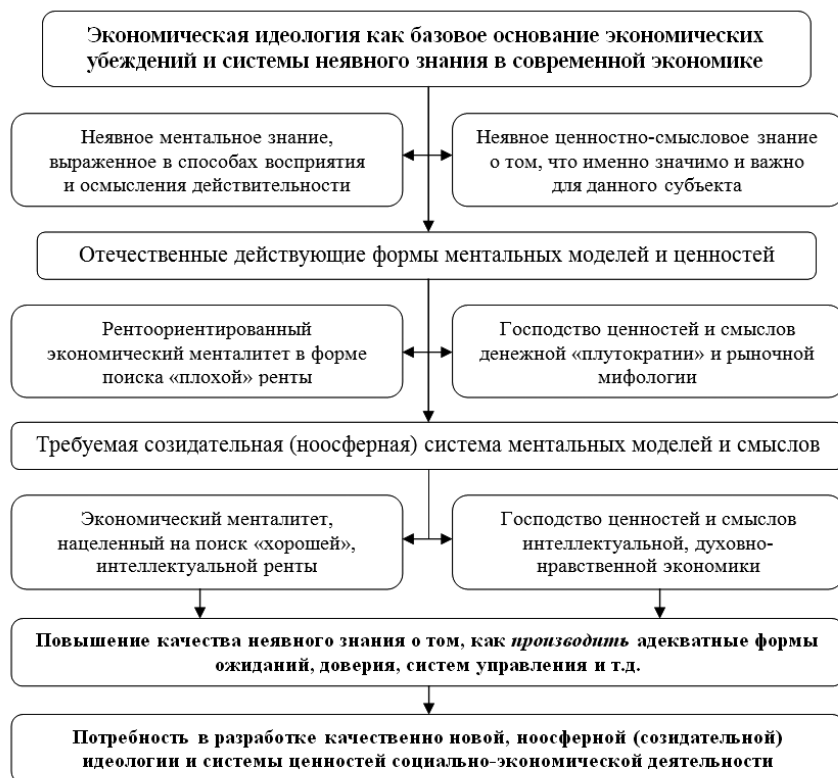 Экономическая идеология как базовое основание экономических
убеждений и системы неявного знания в современной экономике
Неявное ментальное знание,
выраженное в способах восприятия
и осмысления действительности
Неявное ценностно-смысловое знание
о том, что именно значимо и важно
для данного субъекта
Отечественные действующие формы ментальных моделей и ценностей
Рентоориентированный
экономический менталитет в форме
поиска «плохой» ренты
Господство ценностей и смыслов
денежной «плутократии» и рыночной
мифологии
Требуемая созидательная (ноосферная) система ментальных моделей и смыслов
Экономический менталитет,
нацеленный на поиск «хорошей»,
интеллектуальной ренты
Господство ценностей и смыслов
интеллектуальной, духовно-
нравственной экономики
Повышение качества неявного знания о том, как производить адекватные формы
ожиданий, доверия, систем управления и т.д.
Потребность в разработке качественно новой, ноосферной (созидательной)
идеологии и системы ценностей социально-экономической деятельности